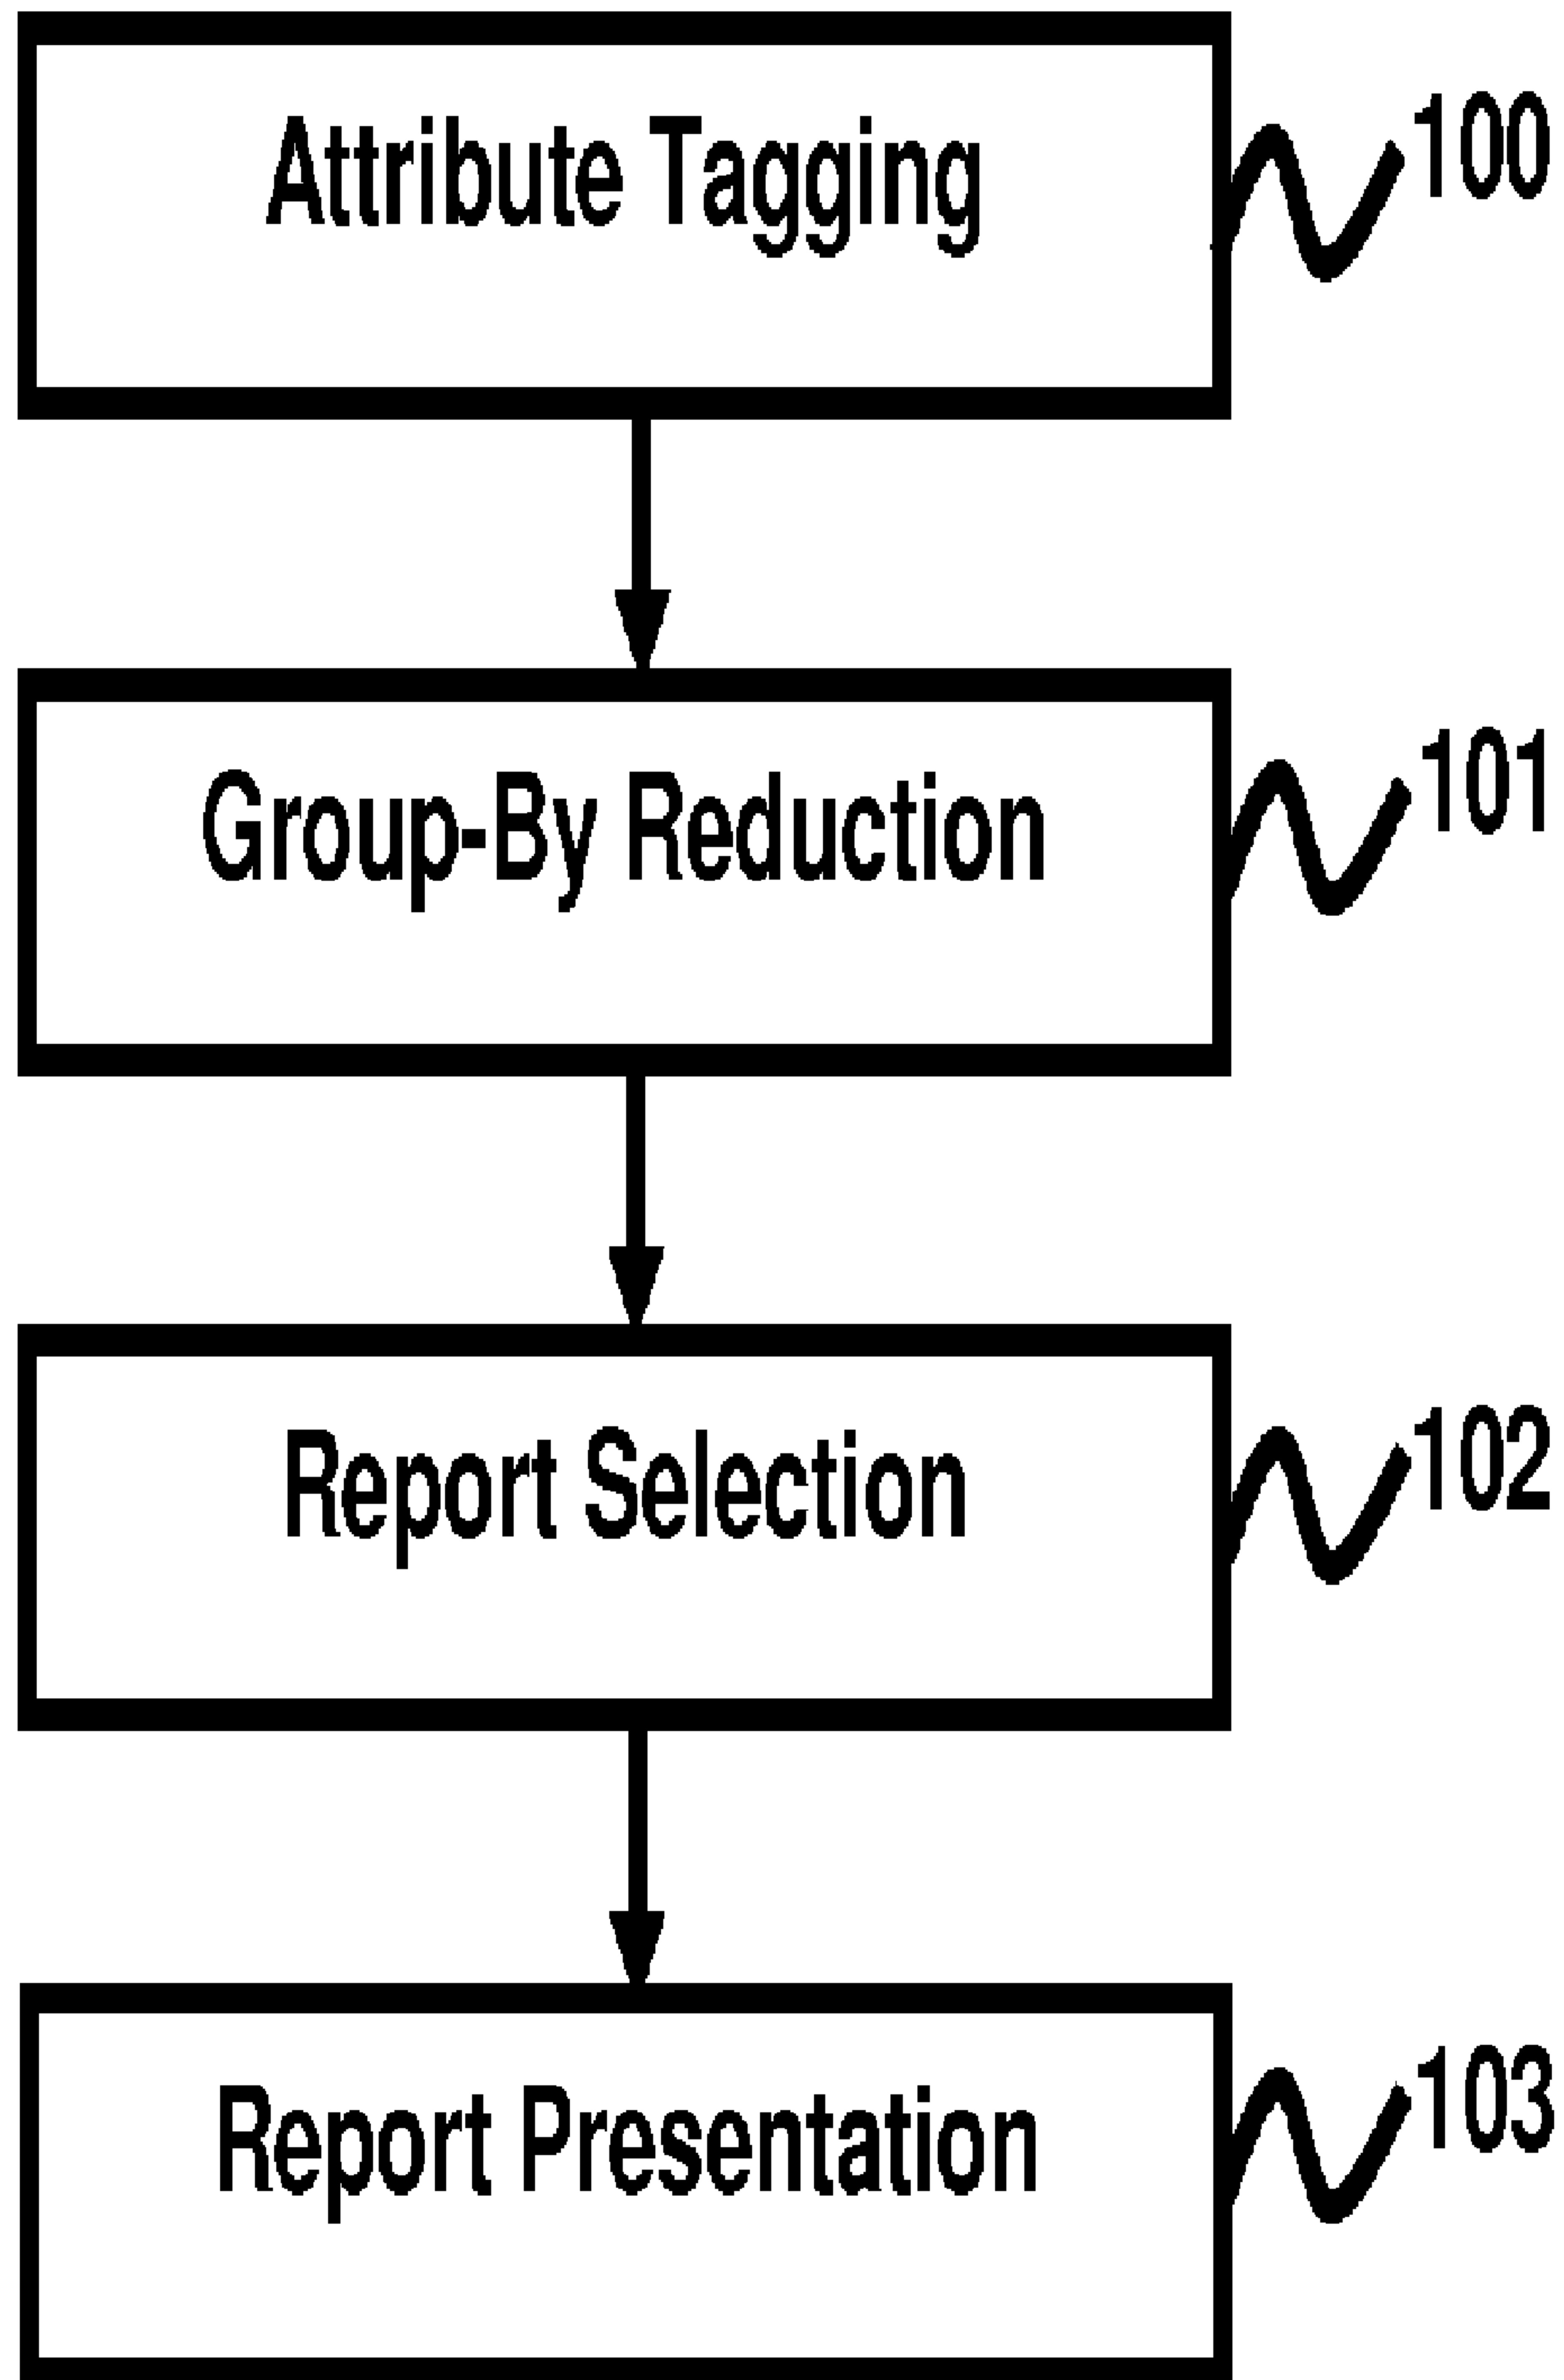 Attribute Tagging
100
Group-By Reduction
101
Report Selection
102
Report Presentation
103